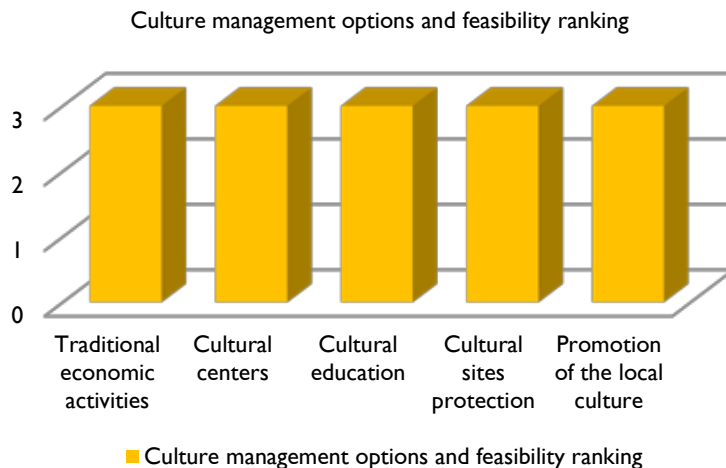 Culture management options and feasibility ranking
3
2
1
0
Traditional economic activities
Cultural centers
Cultural education
Cultural sites protection
Promotion of the local culture
Culture management options and feasibility ranking